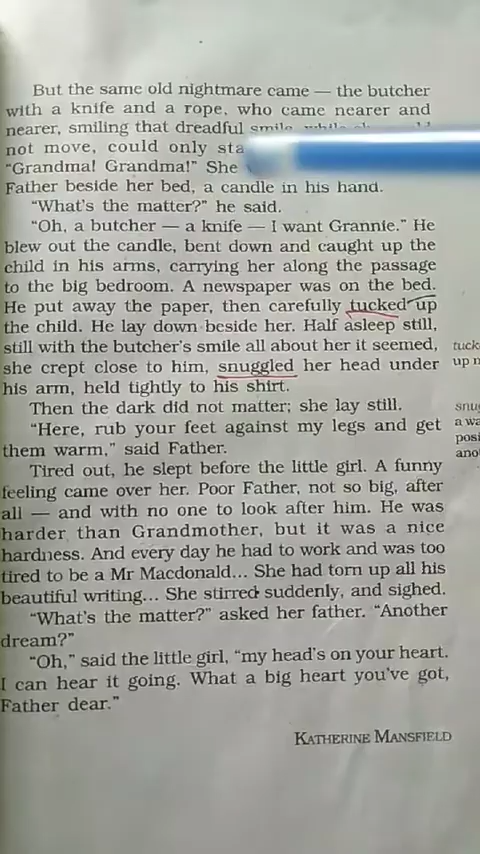 But the same old nightmare came — the butcher
with a knife and a rope, who came nearer and
nearer, smiling that dreadful smile,
not move, could only sta
“Grandma! Grandma!” She
Father beside her bed, a candle in his hand.
“What's the matter?” he said.
“Oh, a butcher — a knife — I want Grannie.” He
blew out the candle, bent down and caught up the
child in his arms, carrying her along the passage
to the big bedroom. A newspaper was on the bed.
He put away the paper, then carefully tucked up
the child. He lay down beside her. Half asleep still,
still with the butcher's smile all about her it seemed,
she crept close to him, snuggled her head under
his arm, held tightly to his shirt.
Then the dark did not matter; she lay still.
“Here, rub your feet against my legs and get
them warm,” said Father.
Tired out, he slept before the little girl. A funny
feeling came over her. Poor Father, not so big, after
all — and with no one to look after him. He was
harder than Grandmother, but it was a nice
hardness. And every day he had to work and was too
tired to be a Mr Macdonald... She had torn up all his
beautiful writing... She stirred suddenly, and sighed.
“What's the matter?” asked her father. “Another
dream?”
“Oh,” said the little girl, “my head's on your heart.
I can hear it going. What a big heart you've got,
Father dear.”
KATHERINE MANSFIELD
tuck
up
snu
a wa
posi
ano